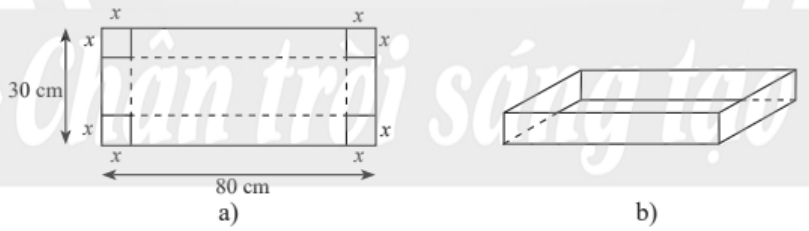 x x
x x
30 cm
Chân trời sáng tạo
x x
x x
80 cm
a) b)